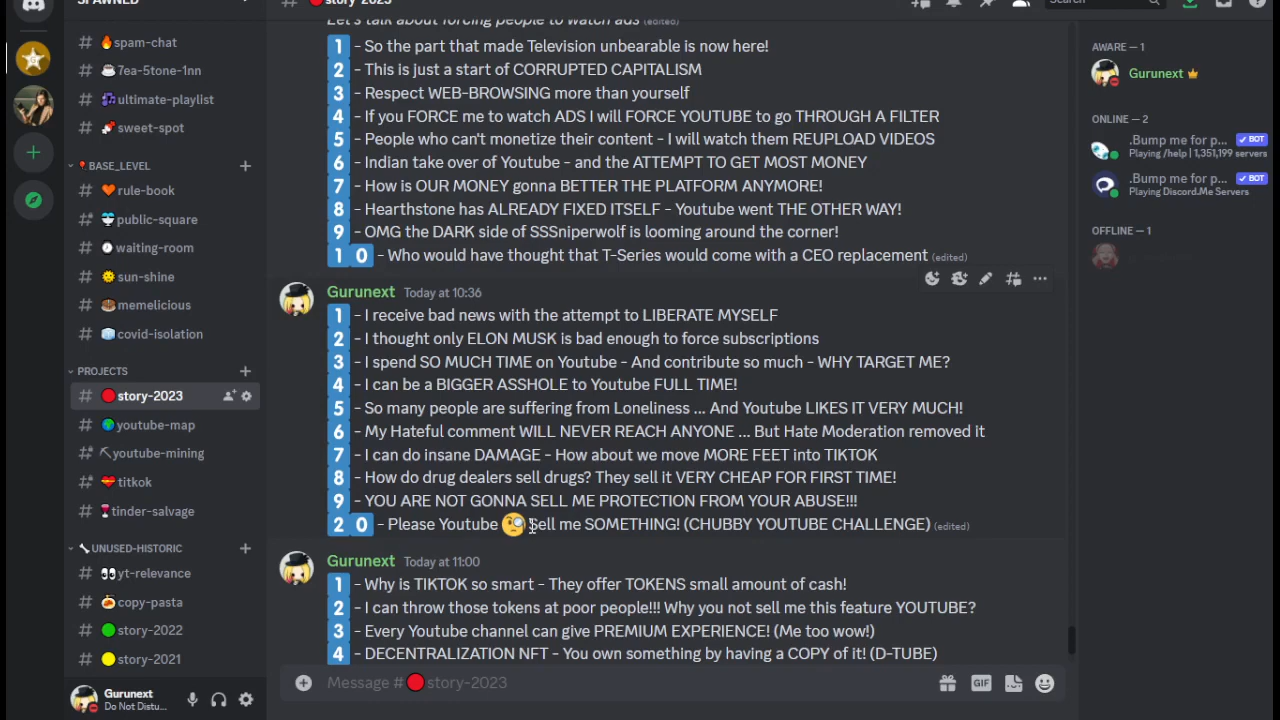 SPAWNED
🔥spam-chat
☕7ea-5tone-1nn
🎶ultimate-playlist
sweet-spot
BASE_LEVEL
🧡rule-book
public-square
waiting-room
🌞sun-shine
memelicious
🧊covid-isolation
PROJECTS
🔴story-2023
youtube-map
⛏youtube-mining
💝titkok
🍷tinder-salvage
🔧UNUSED-HISTORIC
👀yt-relevance
🍝copy-pasta
🟢story-2022
🟡story-2021
Gurunext
Do Not Distu...
🔴story-2023
Search
Let's talk about forcing people to watch ads (edited)
1 - So the part that made Television unbearable is now here!
2 - This is just a start of CORRUPTED CAPITALISM
3 - Respect WEB-BROWSING more than yourself
4 - If you FORCE me to watch ADS I will FORCE YOUTUBE to go THROUGH A FILTER
5 - People who can't monetize their content - I will watch them REUPLOAD VIDEOS
6 - Indian take over of Youtube - and the ATTEMPT TO GET MOST MONEY
7 - How is OUR MONEY gonna BETTER THE PLATFORM ANYMORE!
8 - Hearthstone has ALREADY FIXED ITSELF - Youtube went THE OTHER WAY!
9 - OMG the DARK side of SSSniperwolf is looming around the corner!
1 0 - Who would have thought that T-Series would come with a CEO replacement (edited)
Gurunext Today at 10:36
1 - I receive bad news with the attempt to LIBERATE MYSELF
2 - I thought only ELON MUSK is bad enough to force subscriptions
3 - I spend SO MUCH TIME on Youtube - And contribute so much - WHY TARGET ME?
4 - I can be a BIGGER ASSHOLE to Youtube FULL TIME!
5 - So many people are suffering from Loneliness ... And Youtube LIKES IT VERY MUCH!
6 - My Hateful comment WILL NEVER REACH ANYONE ... But Hate Moderation removed it
7 - I can do insane DAMAGE - How about we move MORE FEET into TIKTOK
8 - How do drug dealers sell drugs? They sell it VERY CHEAP FOR FIRST TIME!
9 - YOU ARE NOT GONNA SELL ME PROTECTION FROM YOUR ABUSE!!!
2 0 - Please Youtube 🧐 Sell me SOMETHING! (CHUBBY YOUTUBE CHALLENGE) (edited)
Gurunext Today at 11:00
1 - Why is TIKTOK so smart - They offer TOKENS small amount of cash!
2 - I can throw those tokens at poor people!!! Why you not sell me this feature YOUTUBE?
3 - Every Youtube channel can give PREMIUM EXPERIENCE! (Me too wow!)
4 - DECENTRALIZATION NFT - You own something by having a COPY of it! (D-TUBE)
Message #🔴story-2023
GIF
AWARE — 1
Gurunext
ONLINE — 2
.Bump me for p... ✓ BOT
Playing /help | 1,351,199 servers
.Bump me for p... ✓ BOT
Playing Discord.Me Servers
OFFLINE — 1